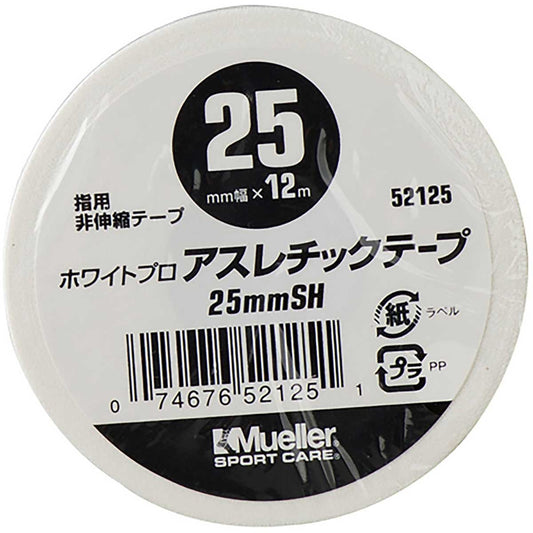 25
mm幅×12m
指用
非伸縮テープ
52125
ホワイトプロ アスレチックテープ
25mmSH
紙 ラベル
プラ PP
0 74676 52125 1
Mueller®
SPORT CARE®